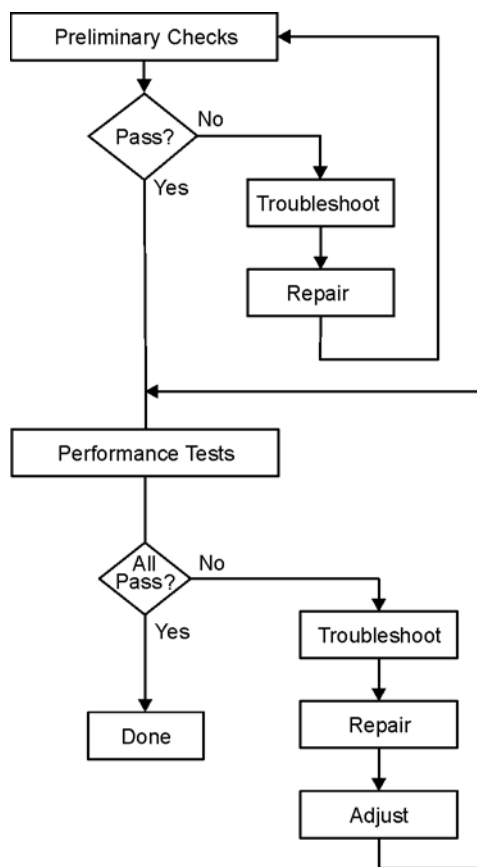 Preliminary Checks
Pass?
No
Yes
Troubleshoot
Repair
Performance Tests
All
Pass?
No
Yes
Troubleshoot
Done
Repair
Adjust